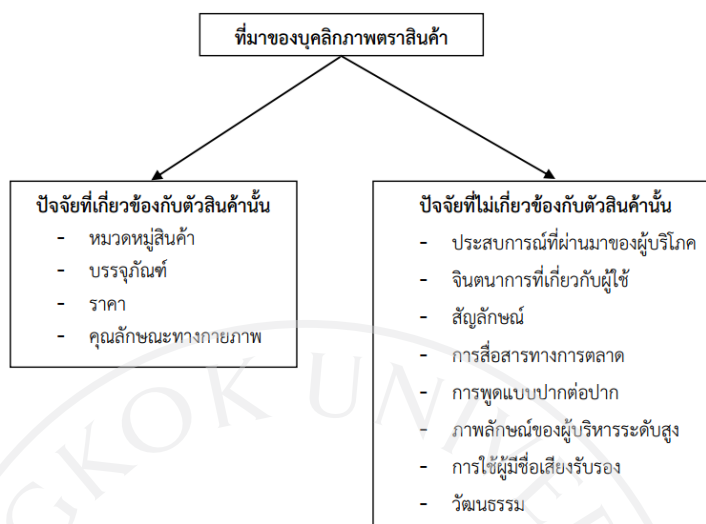 ที่มาของบุคลิกภาพตราสินค้า
ปัจจัยที่เกี่ยวข้องกับตัวสินค้านั้น
- หมวดหมู่สินค้า
- บรรจุภัณฑ์
- ราคา
- คุณลักษณะทางกายภาพ
ปัจจัยที่ไม่เกี่ยวข้องกับตัวสินค้านั้น
- ประสบการณ์ที่ผ่านมาของผู้บริโภค
- จินตนาการที่เกี่ยวกับผู้ใช้
- สัญลักษณ์
- การสื่อสารทางการตลาด
- การพูดแบบปากต่อปาก
- ภาพลักษณ์ของผู้บริหารระดับสูง
- การใช้ผู้มีชื่อเสียงรับรอง
- วัฒนธรรม